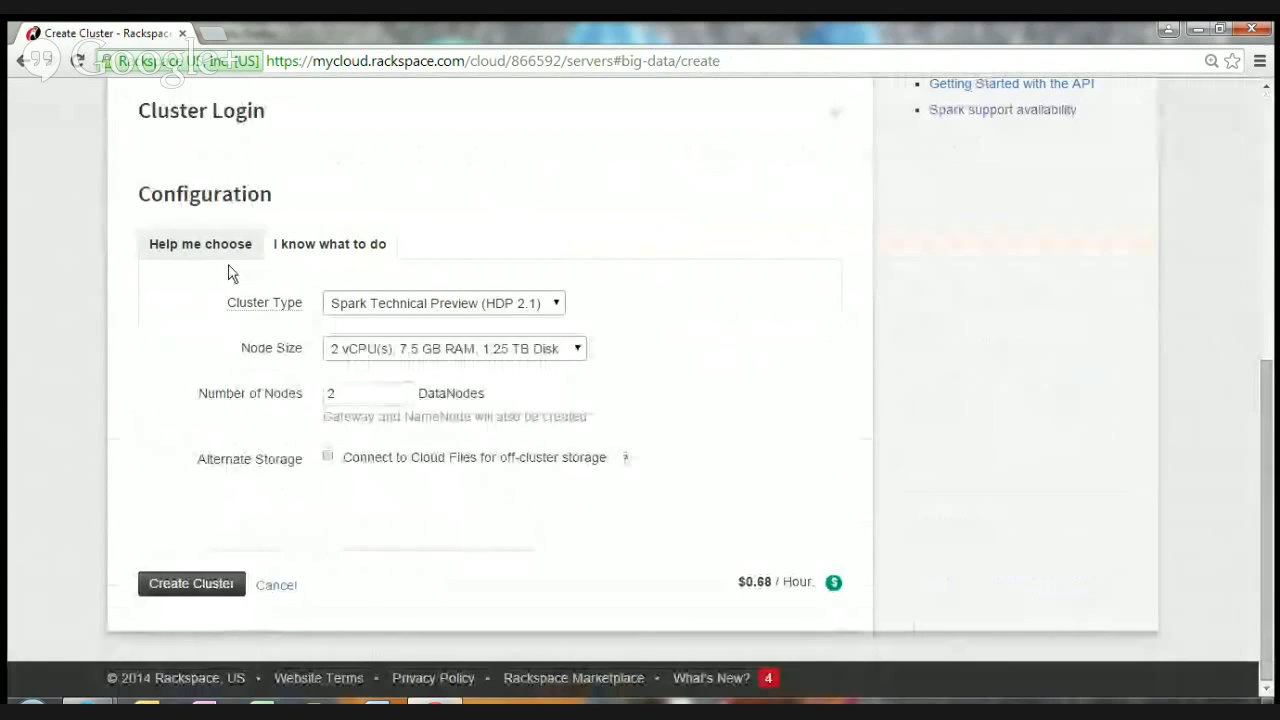 Create Cluster - Rackspac
Google+
[US] https://mycloud.rackspace.com/cloud/866592/servers#big-data/create
Getting Started with the API
Spark support availability
Cluster Login
Configuration
Help me choose
I know what to do
Cluster Type
Spark Technical Preview (HDP 2.1)
Node Size
2 vCPU(s), 7.5 GB RAM, 1.25 TB Disk
Number of Nodes
2
DataNodes
Gateway and NameNode will also be created
Alternate Storage
Connect to Cloud Files for off-cluster storage
?
Create Cluster
Cancel
$0.68 / Hour.
$
© 2014 Rackspace, US • Website Terms • Privacy Policy • Rackspace Marketplace • What's New? 4